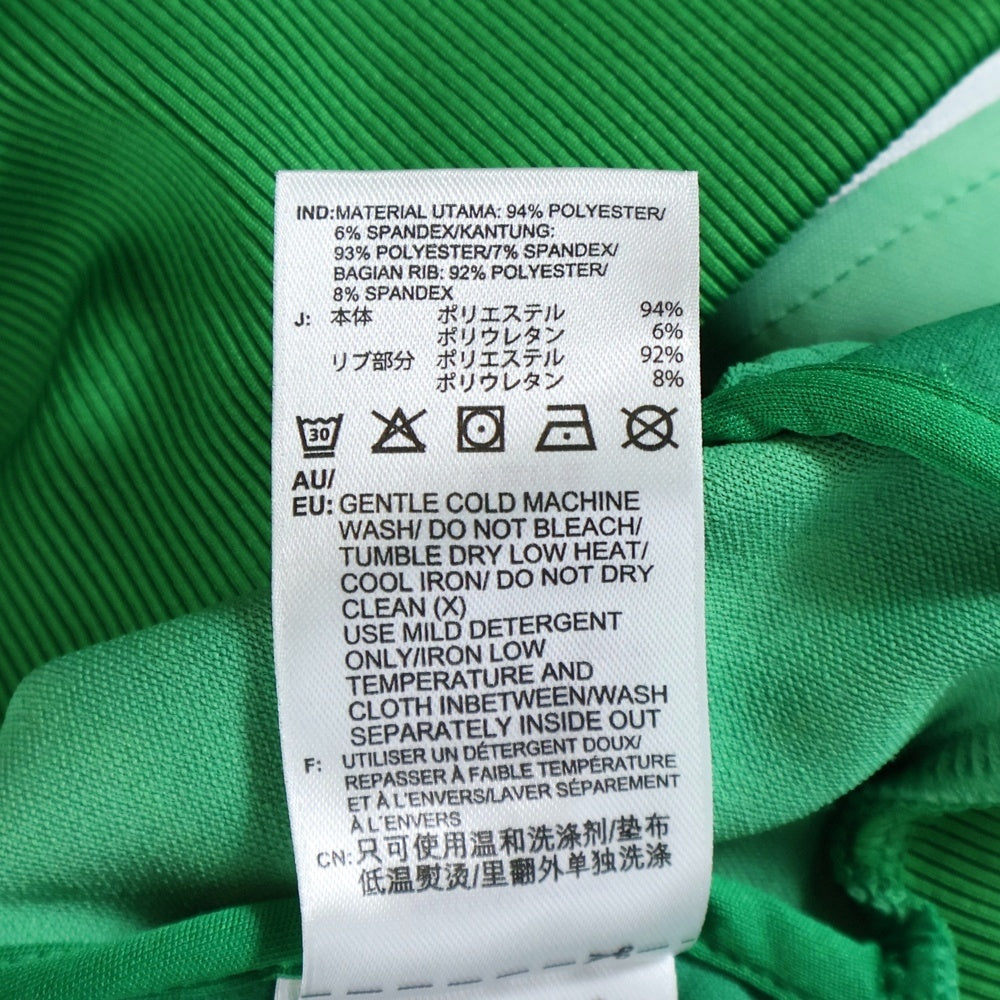 IND:MATERIAL UTAMA: 94% POLYESTER/
6% SPANDEX/KANTUNG:
93% POLYESTER/7% SPANDEX/
BAGIAN RIB: 92% POLYESTER/
8% SPANDEX
J: 本体 ポリエステル 94%
ポリウレタン 6%
リブ部分 ポリエステル 92%
ポリウレタン 8%
30
AU/
EU: GENTLE COLD MACHINE
WASH/ DO NOT BLEACH/
TUMBLE DRY LOW HEAT/
COOL IRON/ DO NOT DRY
CLEAN (X)
USE MILD DETERGENT
ONLY/IRON LOW
TEMPERATURE AND
CLOTH INBETWEEN/WASH
SEPARATELY INSIDE OUT
F: UTILISER UN DÉTERGENT DOUX/
REPASSER À FAIBLE TEMPÉRATURE
ET À L'ENVERS/LAVER SÉPAREMENT
À L'ENVERS
CN: 只可使用温和洗涤剂/垫布
低温熨烫/里翻外单独洗涤